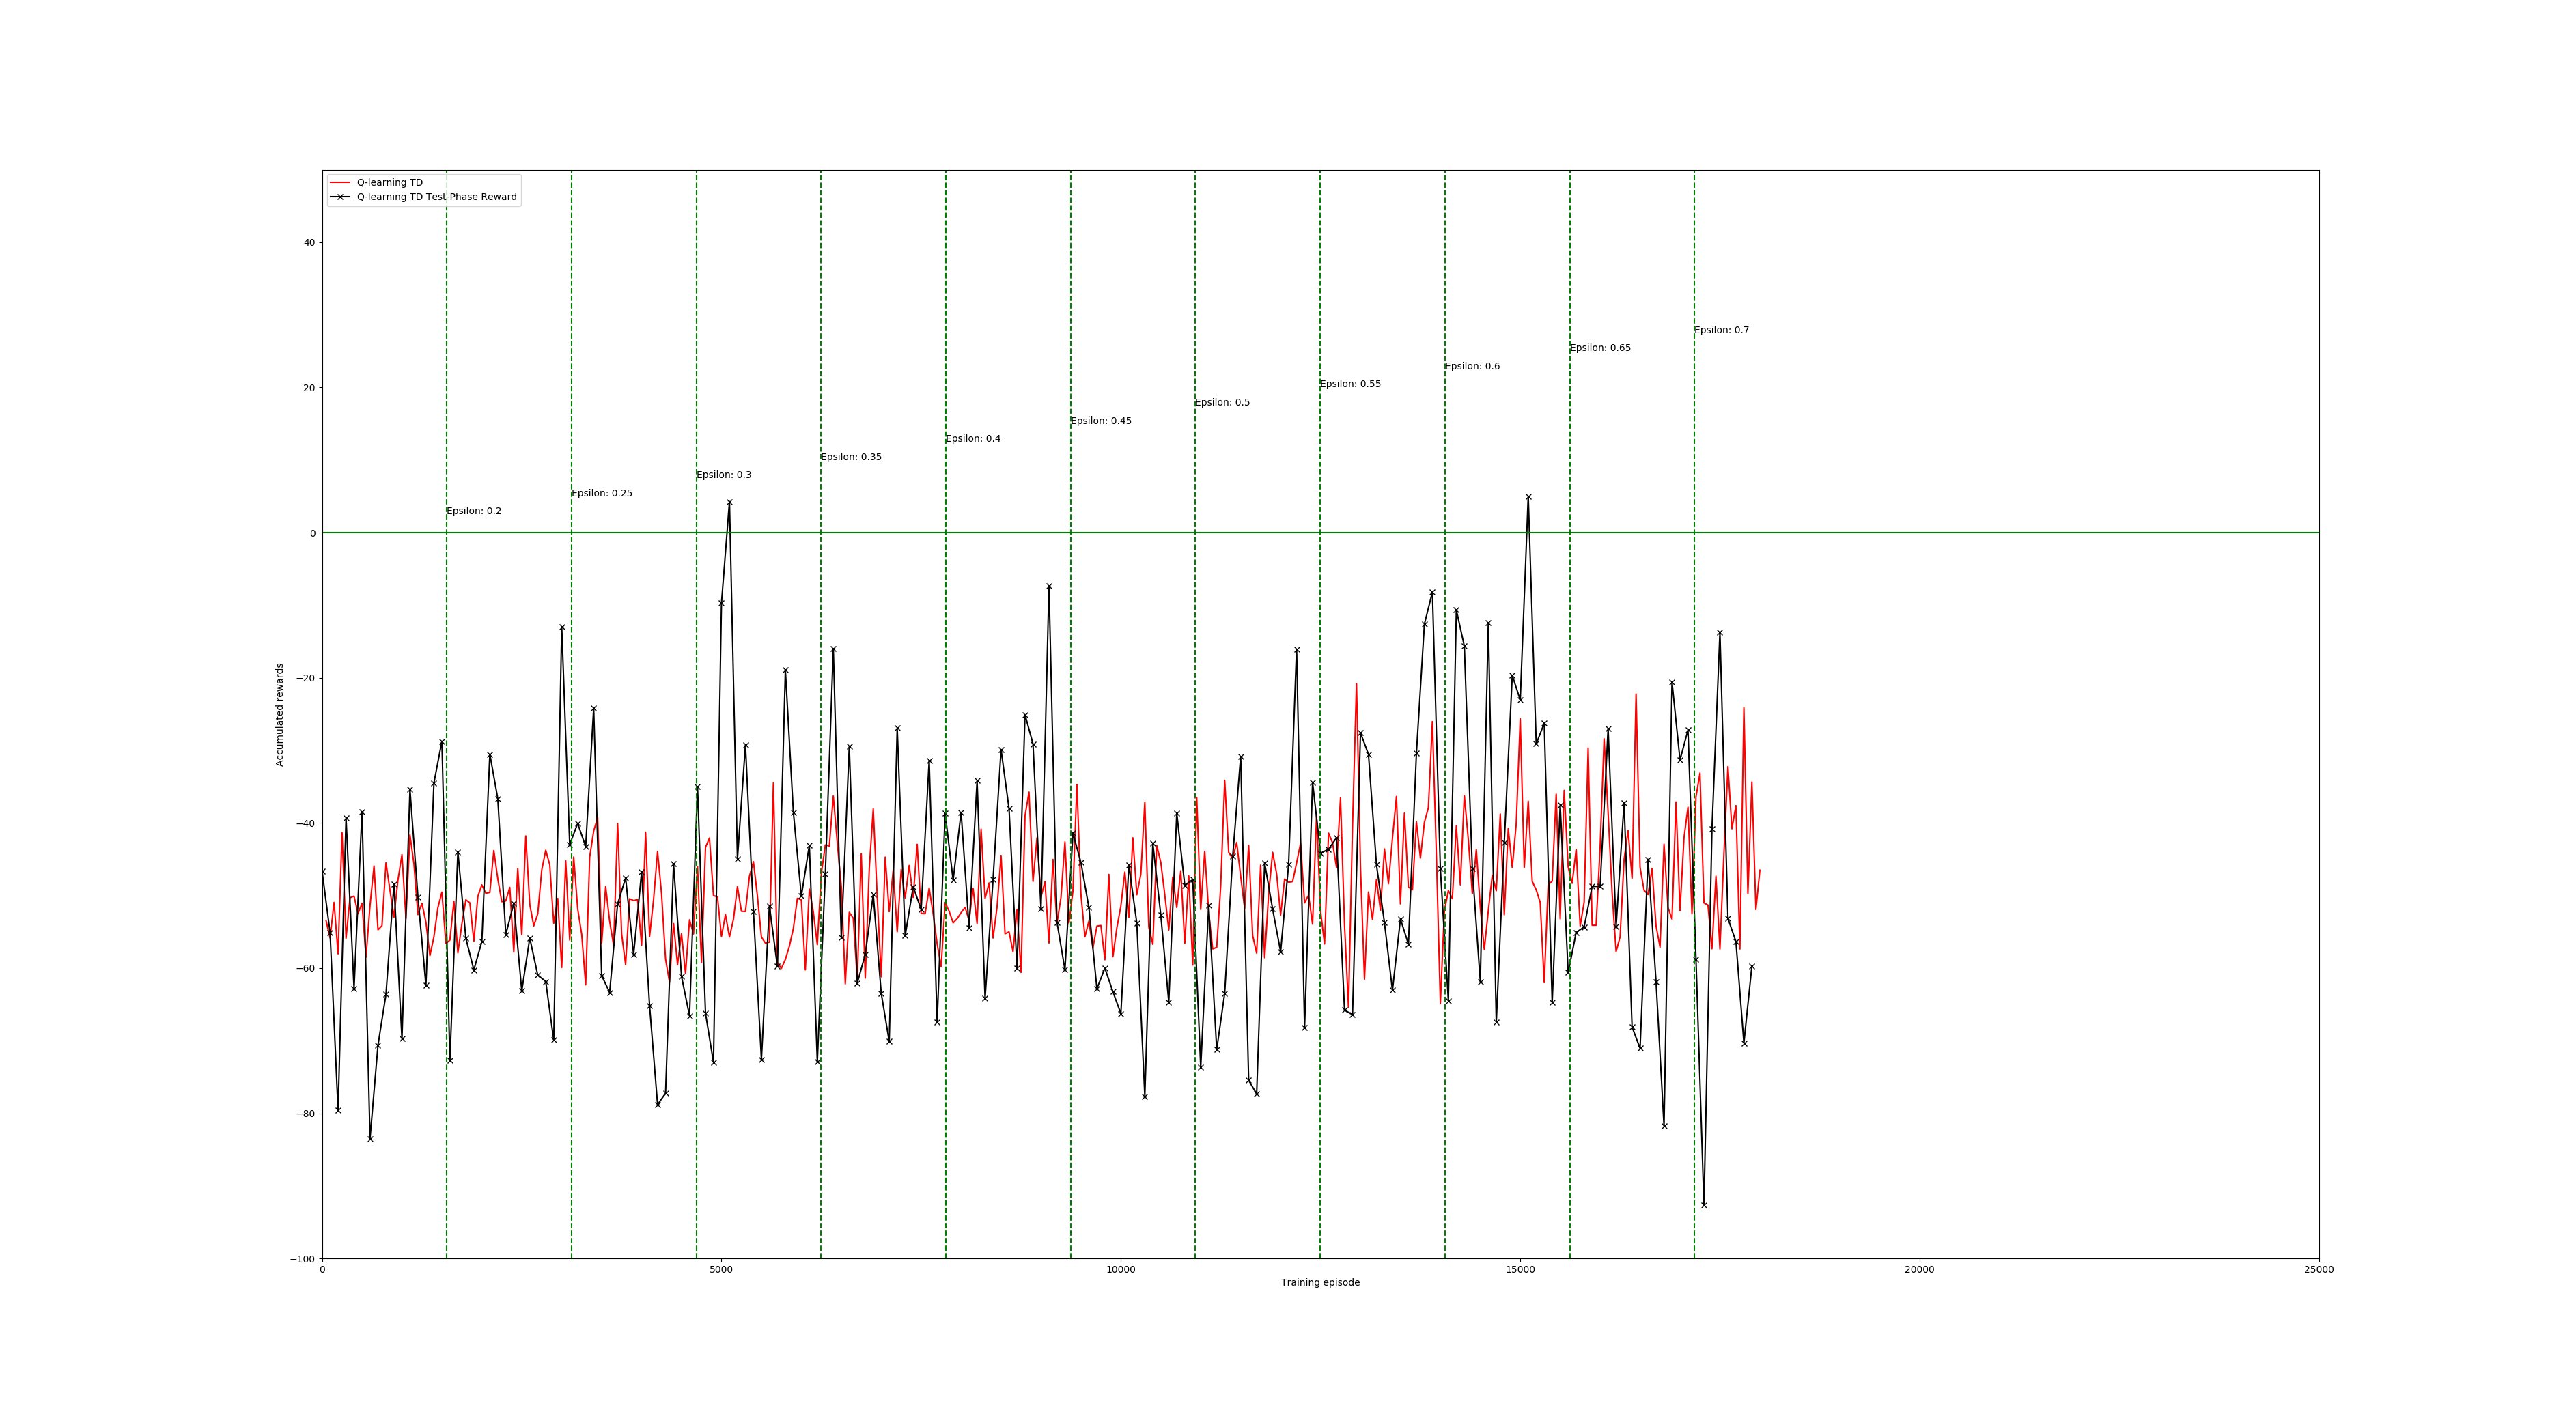 Q-learning TD
Q-learning TD Test-Phase Reward
40
20
0
−20
−40
−60
−80
−100
Accumulated rewards
Epsilon: 0.2
Epsilon: 0.25
Epsilon: 0.3
Epsilon: 0.35
Epsilon: 0.4
Epsilon: 0.45
Epsilon: 0.5
Epsilon: 0.55
Epsilon: 0.6
Epsilon: 0.65
Epsilon: 0.7
0 5000 10000 15000 20000 25000
Training episode